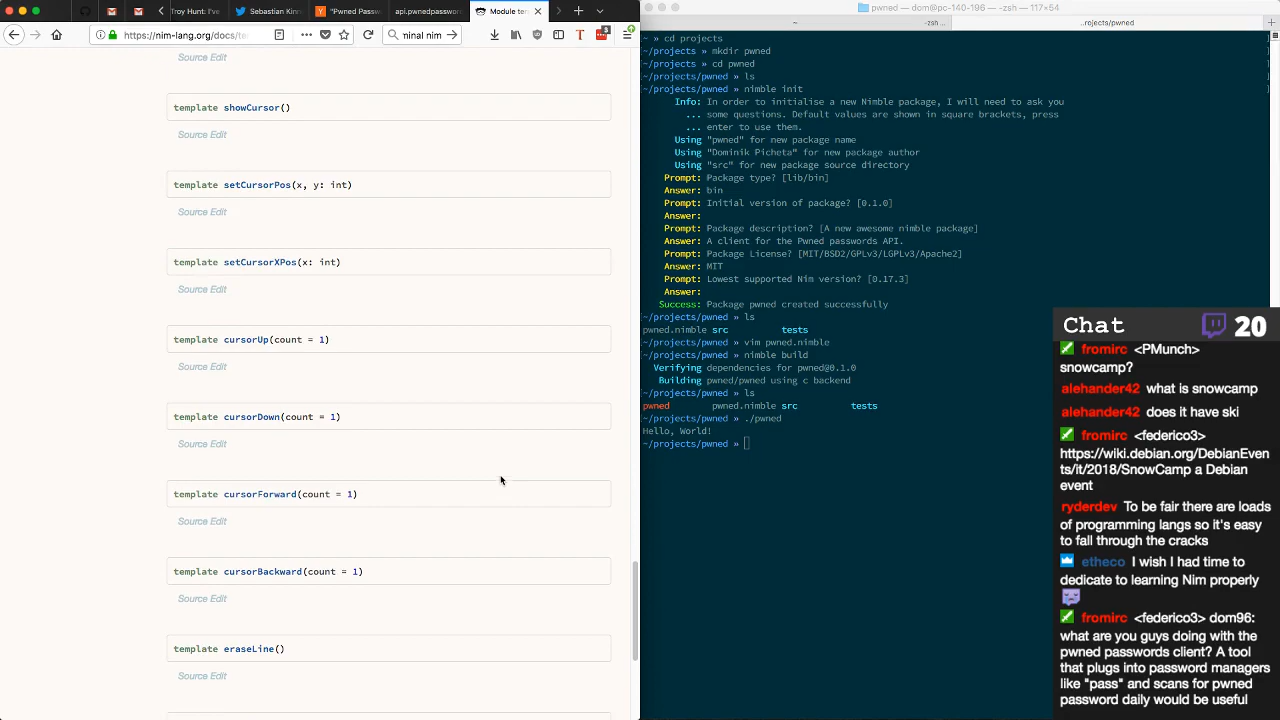 Troy Hunt: I've
Sebastian Kinne
"Pwned Passw
api.pwnedpassword
Module ter
https://nim-lang.org/docs/te
nirial nim
Source Edit
template showCursor()
Source Edit
template setCursorPos(x, y: int)
Source Edit
template setCursorXPos(x: int)
Source Edit
template cursorUp(count = 1)
Source Edit
template cursorDown(count = 1)
Source Edit
template cursorForward(count = 1)
Source Edit
template cursorBackward(count = 1)
Source Edit
template eraseLine()
Source Edit
pwned — dom@pc-140-196 — -zsh — 117×54
~
-zsh ...
..rojects/pwned
~ » cd projects
~/projects » mkdir pwned
~/projects » cd pwned
~/projects/pwned » ls
~/projects/pwned » nimble init
Info: In order to initialise a new Nimble package, I will need to ask you
... some questions. Default values are shown in square brackets, press
... enter to use them.
Using "pwned" for new package name
Using "Dominik Picheta" for new package author
Using "src" for new package source directory
Prompt: Package type? [lib/bin]
Answer: bin
Prompt: Initial version of package? [0.1.0]
Answer:
Prompt: Package description? [A new awesome nimble package]
Answer: A client for the Pwned passwords API.
Prompt: Package License? [MIT/BSD2/GPLv3/LGPLv3/Apache2]
Answer: MIT
Prompt: Lowest supported Nim version? [0.17.3]
Answer:
Success: Package pwned created successfully
~/projects/pwned » ls
pwned.nimble src tests
~/projects/pwned » vim pwned.nimble
~/projects/pwned » nimble build
Verifying dependencies for pwned@0.1.0
Building pwned/pwned using c backend
~/projects/pwned » ls
pwned pwned.nimble src tests
~/projects/pwned » ./pwned
Hello, World!
~/projects/pwned »
Chat 20
fromirc <PMunch>
snowcamp?
alehander42 what is snowcamp
alehander42 does it have ski
fromirc <federico3>
https://wiki.debian.org/DebianEven
ts/it/2018/SnowCamp a Debian
event
ryderdev To be fair there are loads
of programming langs so it's easy
to fall through the cracks
etheco I wish I had time to
dedicate to learning Nim properly
fromirc <federico3> dom96:
what are you guys doing with the
pwned passwords client? A tool
that plugs into password managers
like "pass" and scans for pwned
password daily would be useful